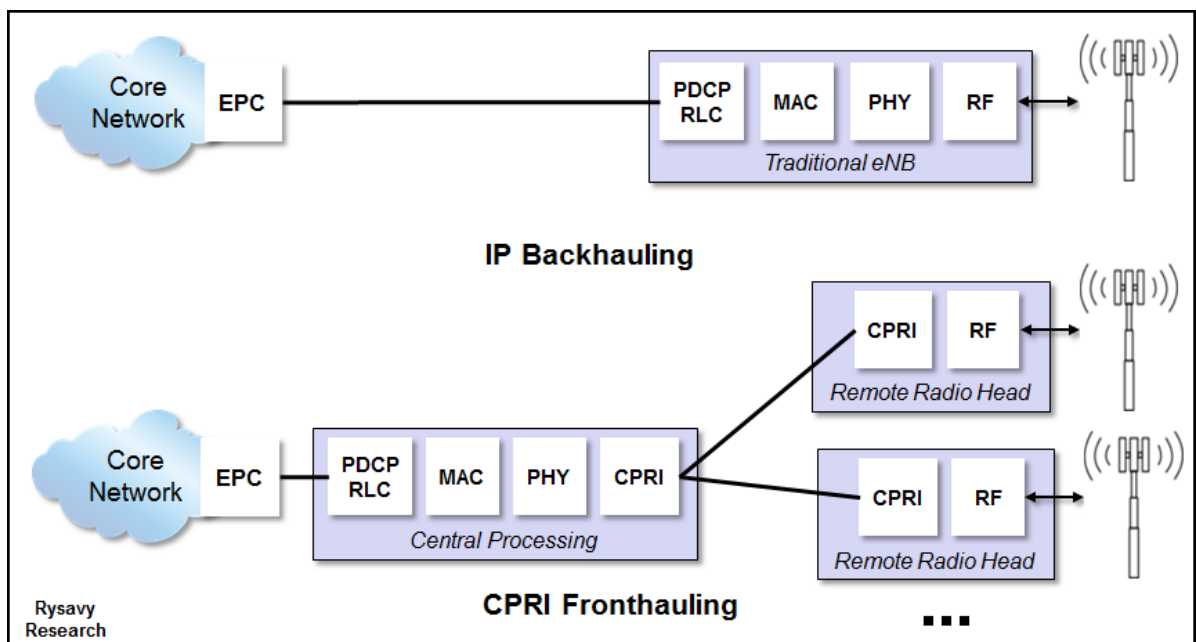 Core
Network
EPC
PDCP
RLC
MAC
PHY
RF
Traditional eNB
IP Backhauling
CPRI
RF
Remote Radio Head
Core
Network
EPC
PDCP
RLC
MAC
PHY
CPRI
Central Processing
CPRI
RF
Remote Radio Head
CPRI Fronthauling
...
Rysavy
Research